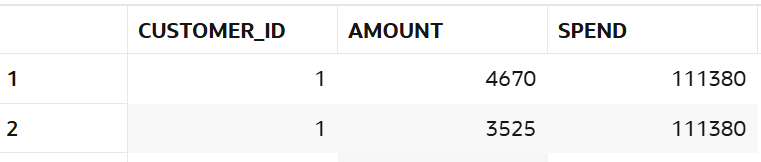 CUSTOMER_ID AMOUNT SPEND
1 1 4670 111380
2 1 3525 111380